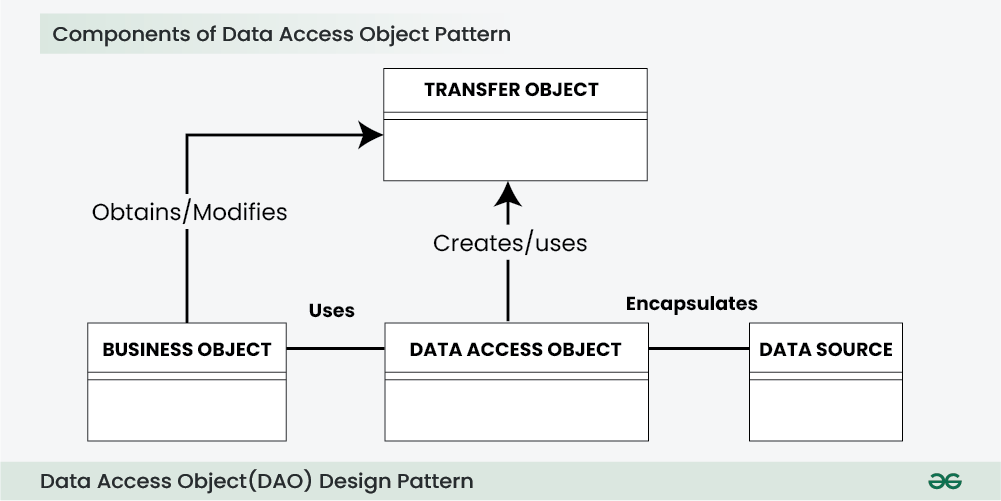 Components of Data Access Object Pattern
TRANSFER OBJECT
Obtains/Modifies
Creates/uses
Uses
Encapsulates
BUSINESS OBJECT
DATA ACCESS OBJECT
DATA SOURCE
Data Access Object(DAO) Design Pattern